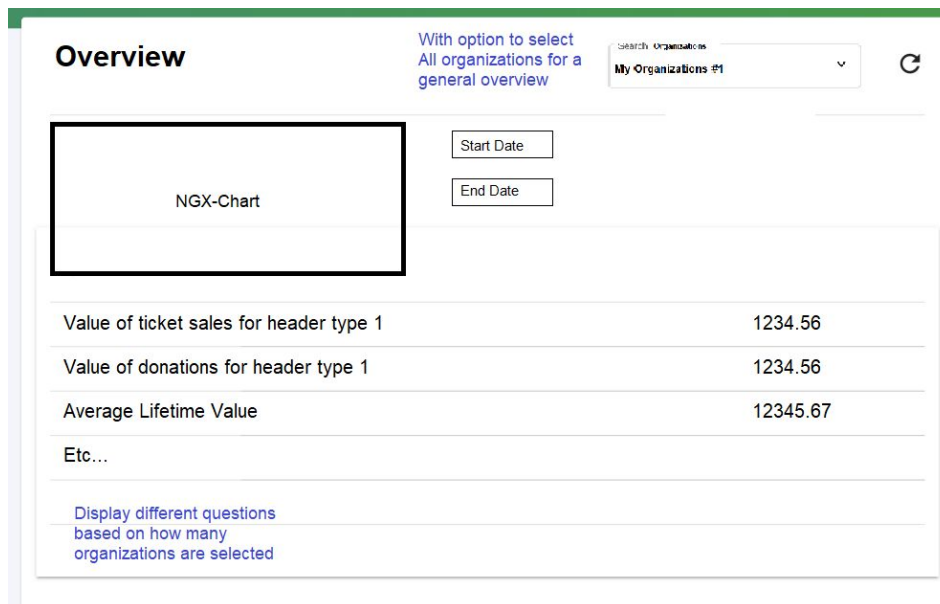 Overview
With option to select
All organizations for a
general overview
Search Organizations
My Organizations #1
Start Date
End Date
NGX-Chart
Value of ticket sales for header type 1
1234.56
Value of donations for header type 1
1234.56
Average Lifetime Value
12345.67
Etc...
Display different questions
based on how many
organizations are selected